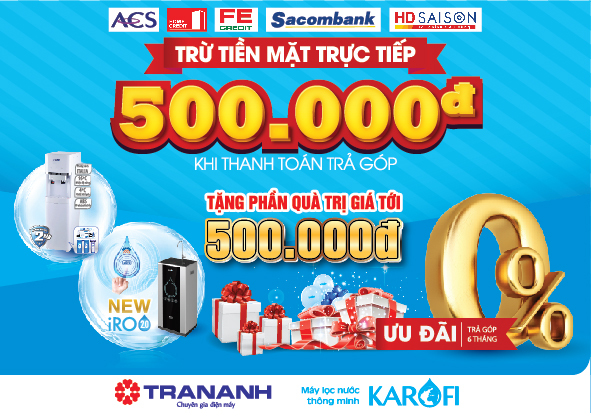 ACS
HOME
CREDIT
FE
CREDIT
Sacombank
HD SAISON
TRỪ TIỀN MẶT TRỰC TIẾP
500.000đ
KHI THANH TOÁN TRẢ GÓP
TẶNG PHẦN QUÀ TRỊ GIÁ TỚI
500.000đ
0%
NEW
iRO 2.0
ƯU ĐÃI
TRẢ GÓP
6 THÁNG
TRANANH
Chuyên gia điện máy
Máy lọc nước
thông minh
KAROFI